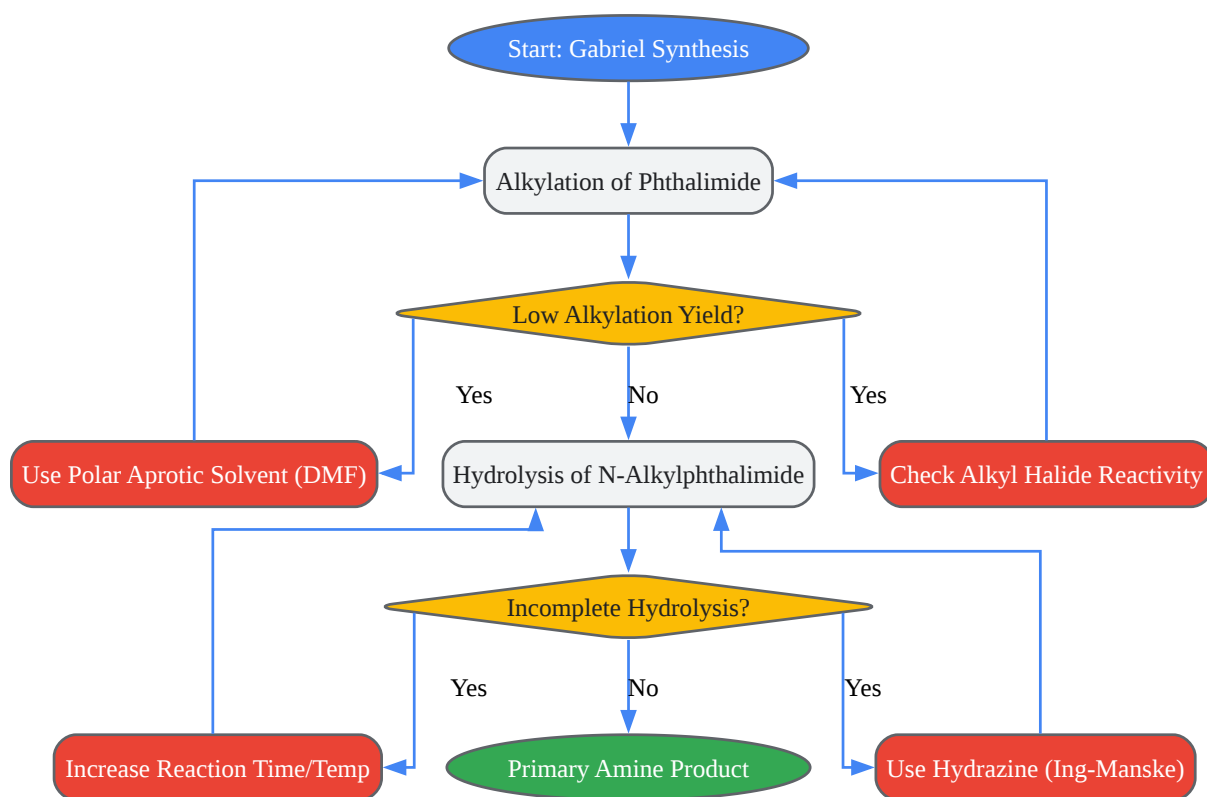 Start: Gabriel Synthesis
Alkylation of Phthalimide
Low Alkylation Yield?
Yes
No
Yes
Use Polar Aprotic Solvent (DMF)
Hydrolysis of N-Alkylphthalimide
Check Alkyl Halide Reactivity
Incomplete Hydrolysis?
Yes
No
Yes
Increase Reaction Time/Temp
Primary Amine Product
Use Hydrazine (Ing-Manske)